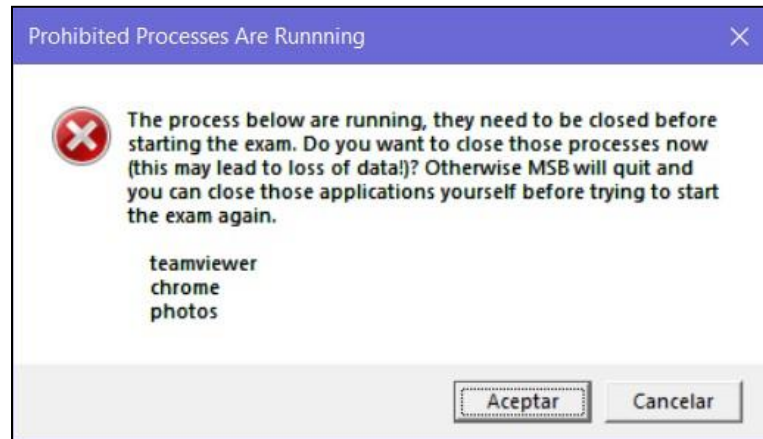 Prohibited Processes Are Runnning
The process below are running, they need to be closed before
starting the exam. Do you want to close those processes now
(this may lead to loss of data!)? Otherwise MSB will quit and
you can close those applications yourself before trying to start
the exam again.
teamviewer
chrome
photos
Aceptar
Cancelar